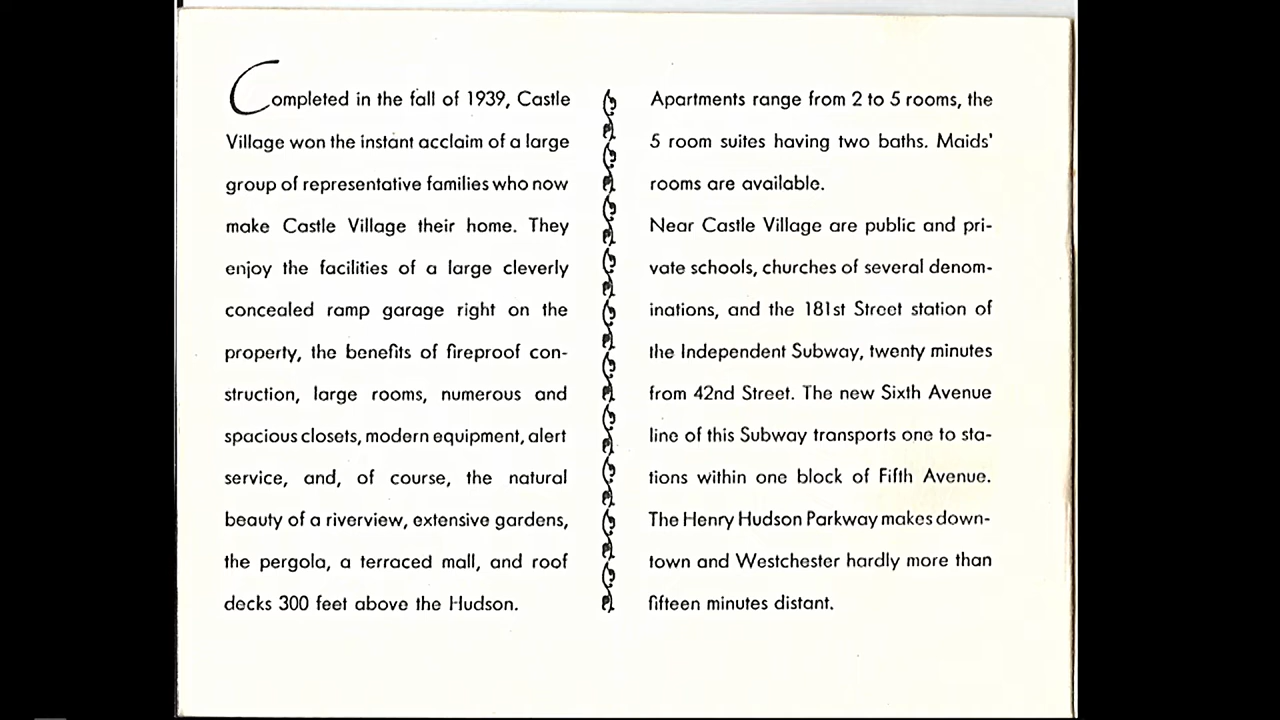 Completed in the fall of 1939, Castle
Village won the instant acclaim of a large
group of representative families who now
make Castle Village their home. They
enjoy the facilities of a large cleverly
concealed ramp garage right on the
property, the benefits of fireproof con-
struction, large rooms, numerous and
spacious closets, modern equipment, alert
service, and, of course, the natural
beauty of a riverview, extensive gardens,
the pergola, a terraced mall, and roof
decks 300 feet above the Hudson.
Apartments range from 2 to 5 rooms, the
5 room suites having two baths. Maids'
rooms are available.
Near Castle Village are public and pri-
vate schools, churches of several denom-
inations, and the 181st Street station of
the Independent Subway, twenty minutes
from 42nd Street. The new Sixth Avenue
line of this Subway transports one to sta-
tions within one block of Fifth Avenue.
The Henry Hudson Parkway makes down-
town and Westchester hardly more than
fifteen minutes distant.